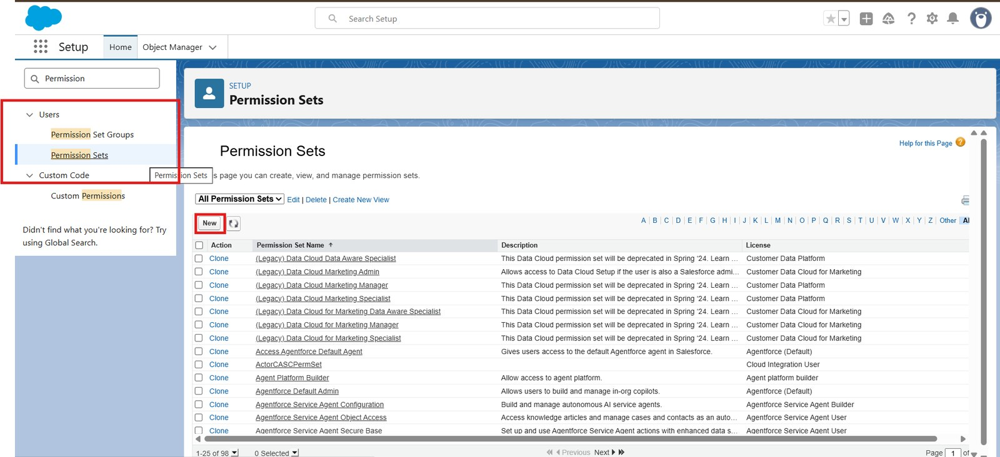 Search Setup
Setup
Home
Object Manager
Permission
Users
Permission Set Groups
Permission Sets
Custom Code
Permission Sets
Custom Permissions
Didn't find what you're looking for? Try
using Global Search.
SETUP
Permission Sets
Help for this Page ?
Permission Sets
s page you can create, view, and manage permission sets.
All Permission Sets Edit | Delete | Create New View
New
A | B | C | D | E | F | G | H | I | J | K | L | M | N | O | P | Q | R | S | T | U | V | W | X | Y | Z | Other | Al
Action Permission Set Name ↑ Description License
Clone (Legacy) Data Cloud Data Aware Specialist This Data Cloud permission set will be deprecated in Spring ‘24. Learn ... Customer Data Platform
Clone (Legacy) Data Cloud Marketing Admin Allows access to Data Cloud Setup if the user is also a Salesforce admi... Customer Data Cloud for Marketing
Clone (Legacy) Data Cloud Marketing Manager This Data Cloud permission set will be deprecated in Spring ‘24. Learn ... Customer Data Platform
Clone (Legacy) Data Cloud Marketing Specialist This Data Cloud permission set will be deprecated in Spring ‘24. Learn ... Customer Data Platform
Clone (Legacy) Data Cloud for Marketing Data Aware Specialist This Data Cloud permission set will be deprecated in Spring ‘24. Learn ... Customer Data Cloud for Marketing
Clone (Legacy) Data Cloud for Marketing Manager This Data Cloud permission set will be deprecated in Spring ‘24. Learn ... Customer Data Cloud for Marketing
Clone (Legacy) Data Cloud for Marketing Specialist This Data Cloud permission set will be deprecated in Spring ‘24. Learn ... Customer Data Cloud for Marketing
Clone Access Agentforce Default Agent Gives users access to the default Agentforce agent in Salesforce. Agentforce (Default)
Clone ActorCASCPermSet Cloud Integration User
Clone Agent Platform Builder Allow access to agent platform. Agent platform builder
Clone Agentforce Default Admin Allows users to build and manage in-org copilots. Agentforce (Default)
Clone Agentforce Service Agent Configuration Build and manage autonomous AI service agents. Agentforce Service Agent Builder
Clone Agentforce Service Agent Object Access Access knowledge articles and manage cases and contacts as an auto... Agentforce Service Agent User
Clone Agentforce Service Agent Secure Base Set up and use Agentforce Service Agent actions with enhanced data s... Agentforce Service Agent User
1-25 of 98 0 Selected Previous Next Page 1 of